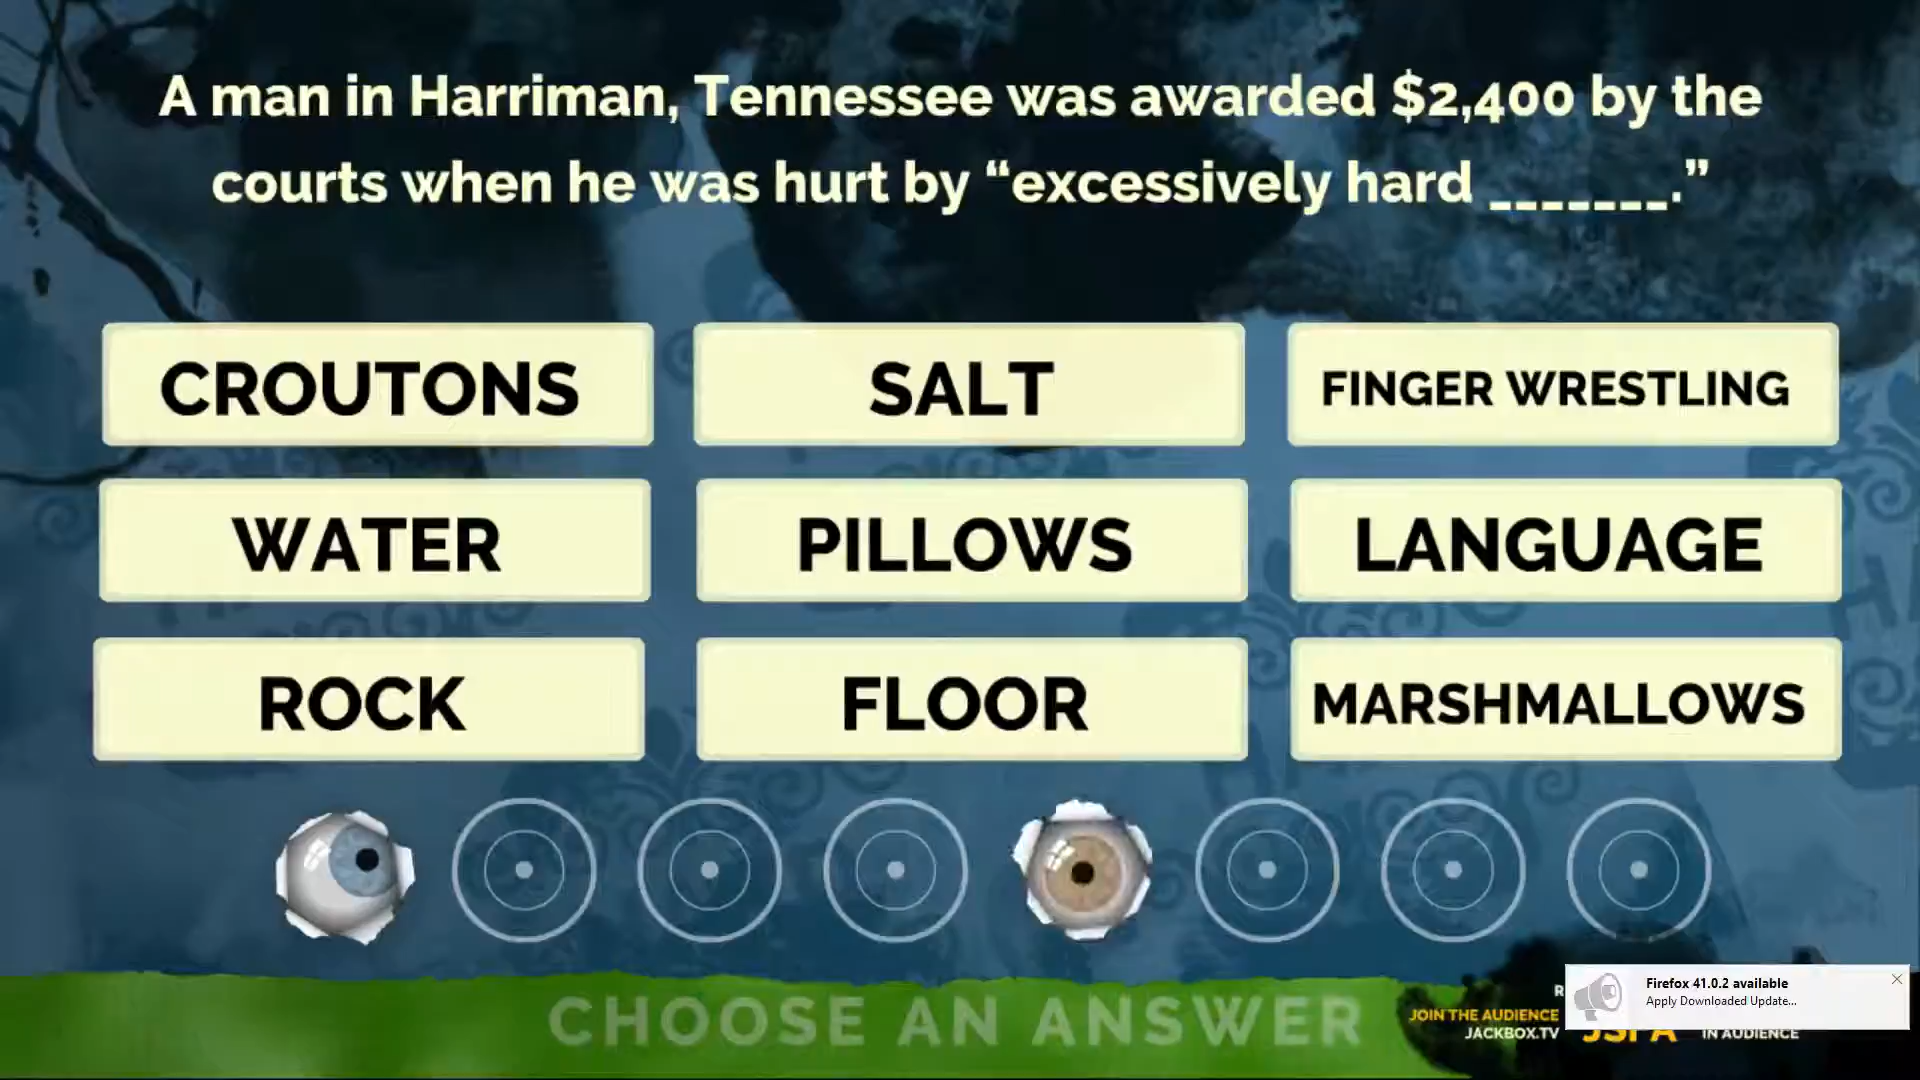 A man in Harriman, Tennessee was awarded $2,400 by the
courts when he was hurt by “excessively hard _______.”
CROUTONS
SALT
FINGER WRESTLING
WATER
PILLOWS
LANGUAGE
ROCK
FLOOR
MARSHMALLOWS
CHOOSE AN ANSWER
JOIN THE AUDIENCE
JACKBOX.TV
IN AUDIENCE
Firefox 41.0.2 available
Apply Downloaded Update...